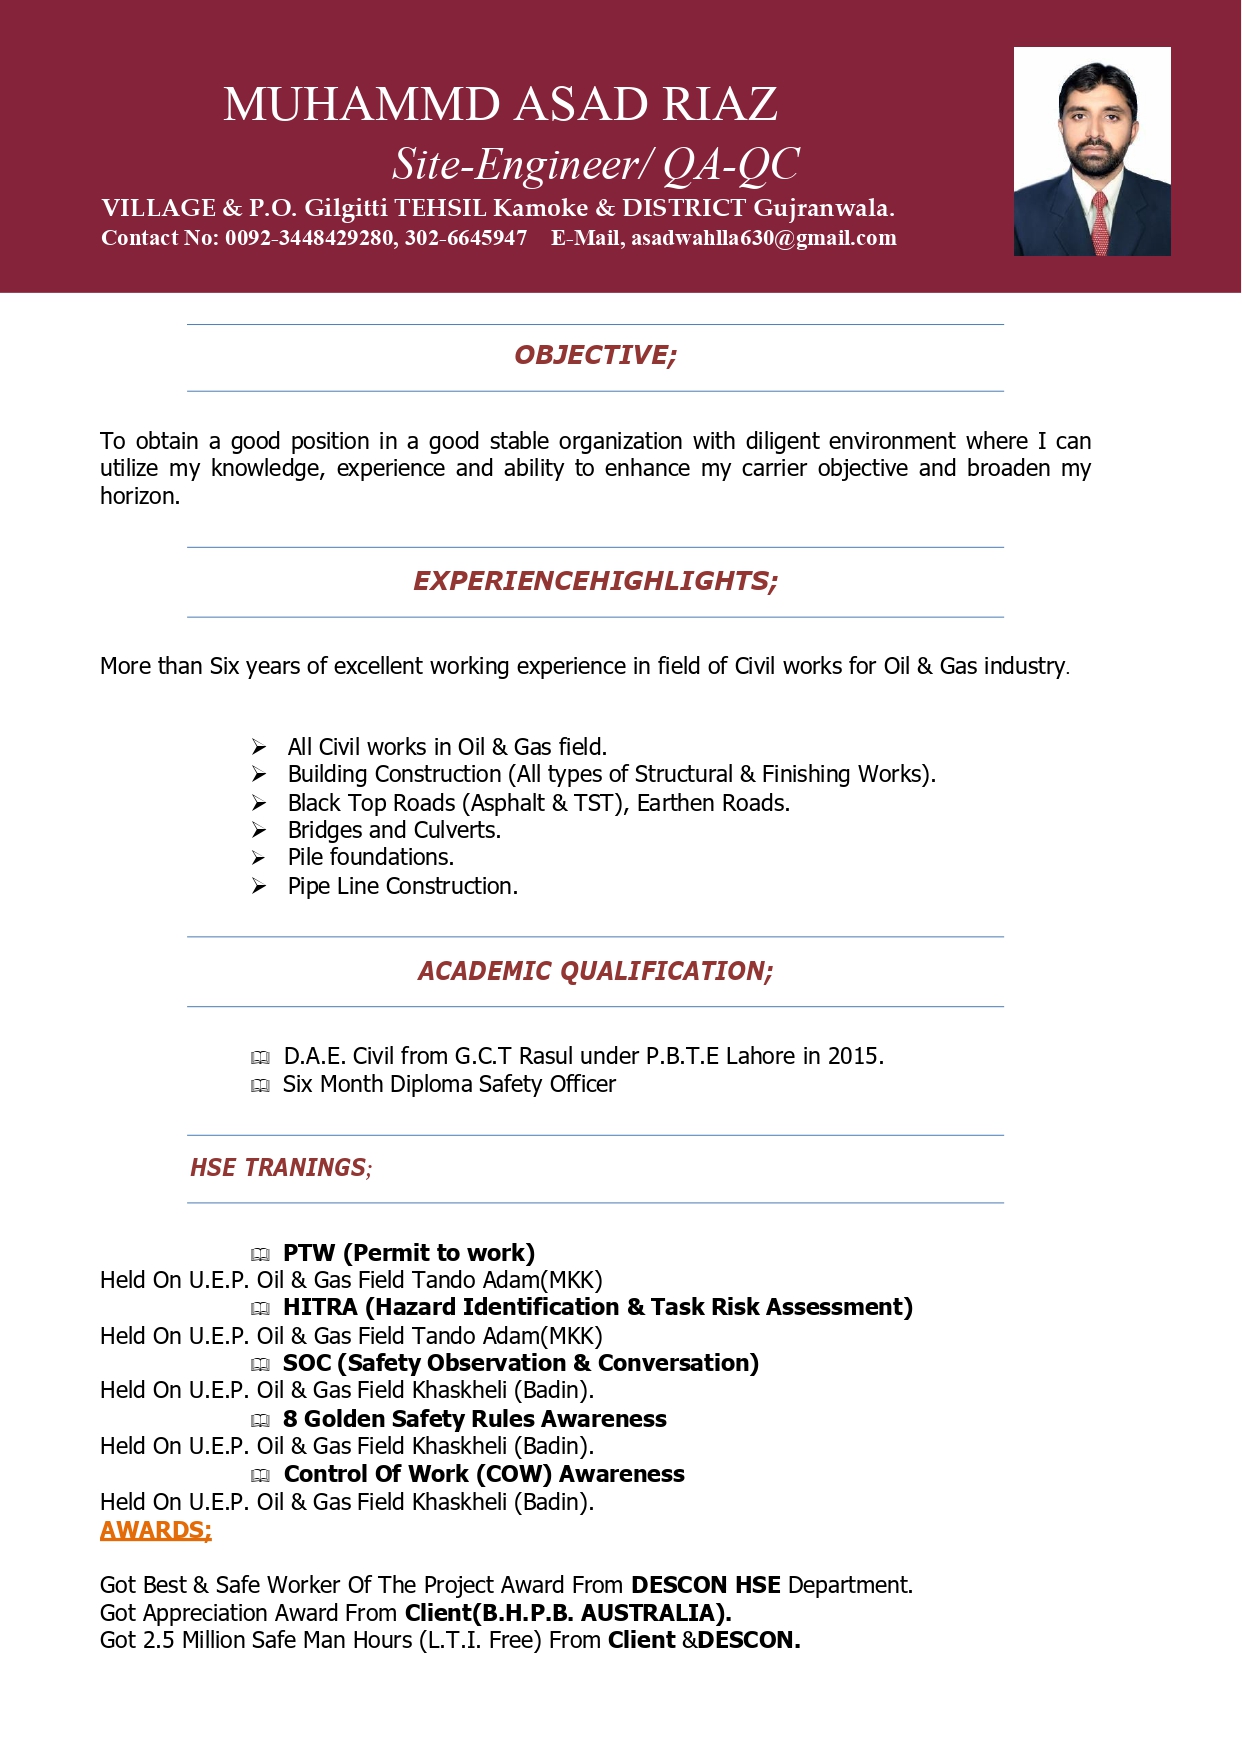 MUHAMMD ASAD RIAZ
Site-Engineer/ QA-QC
VILLAGE & P.O. Gilgitti TEHSIL Kamoke & DISTRICT Gujranwala.
Contact No: 0092-3448429280, 302-6645947 E-Mail, asadwahlla630@gmail.com
OBJECTIVE;
To obtain a good position in a good stable organization with diligent environment where I can
utilize my knowledge, experience and ability to enhance my carrier objective and broaden my
horizon.
EXPERIENCEHIGHLIGHTS;
More than Six years of excellent working experience in field of Civil works for Oil & Gas industry.
➢ All Civil works in Oil & Gas field.
➢ Building Construction (All types of Structural & Finishing Works).
➢ Black Top Roads (Asphalt & TST), Earthen Roads.
➢ Bridges and Culverts.
➢ Pile foundations.
➢ Pipe Line Construction.
ACADEMIC QUALIFICATION;
D.A.E. Civil from G.C.T Rasul under P.B.T.E Lahore in 2015.
Six Month Diploma Safety Officer
HSE TRANINGS;
PTW (Permit to work)
Held On U.E.P. Oil & Gas Field Tando Adam(MKK)
HITRA (Hazard Identification & Task Risk Assessment)
Held On U.E.P. Oil & Gas Field Tando Adam(MKK)
SOC (Safety Observation & Conversation)
Held On U.E.P. Oil & Gas Field Khaskheli (Badin).
8 Golden Safety Rules Awareness
Held On U.E.P. Oil & Gas Field Khaskheli (Badin).
Control Of Work (COW) Awareness
Held On U.E.P. Oil & Gas Field Khaskheli (Badin).
AWARDS;
Got Best & Safe Worker Of The Project Award From DESCON HSE Department.
Got Appreciation Award From Client(B.H.P.B. AUSTRALIA).
Got 2.5 Million Safe Man Hours (L.T.I. Free) From Client &DESCON.